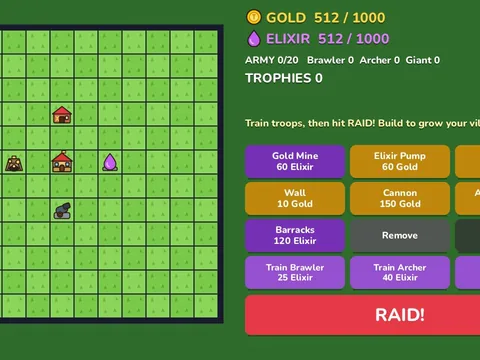 GOLD 512 / 1000
ELIXIR 512 / 1000
ARMY 0/20 Brawler 0 Archer 0 Giant 0
TROPHIES 0
Train troops, then hit RAID! Build to grow your vil
Gold Mine
60 Elixir
Elixir Pump
60 Gold
Wall
10 Gold
Cannon
150 Gold
A
Barracks
120 Elixir
Remove
Train Brawler
25 Elixir
Train Archer
40 Elixir
RAID!